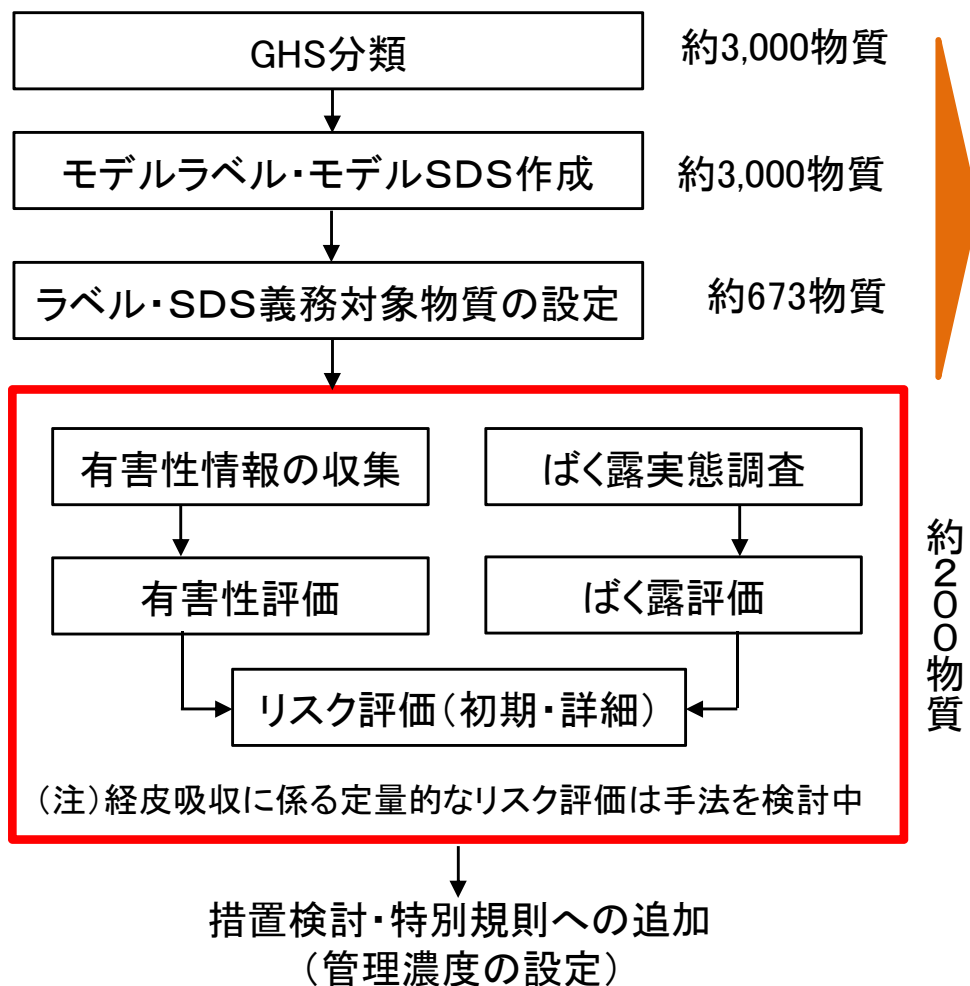 GHS分類
約3,000物質
モデルラベル・モデルSDS作成
約3,000物質
ラベル・SDS義務対象物質の設定
約673物質
有害性情報の収集
ばく露実態調査
有害性評価
ばく露評価
リスク評価(初期・詳細)
(注)経皮吸収に係る定量的なリスク評価は手法を検討中
約200物質
措置検討・特別規則への追加
(管理濃度の設定)